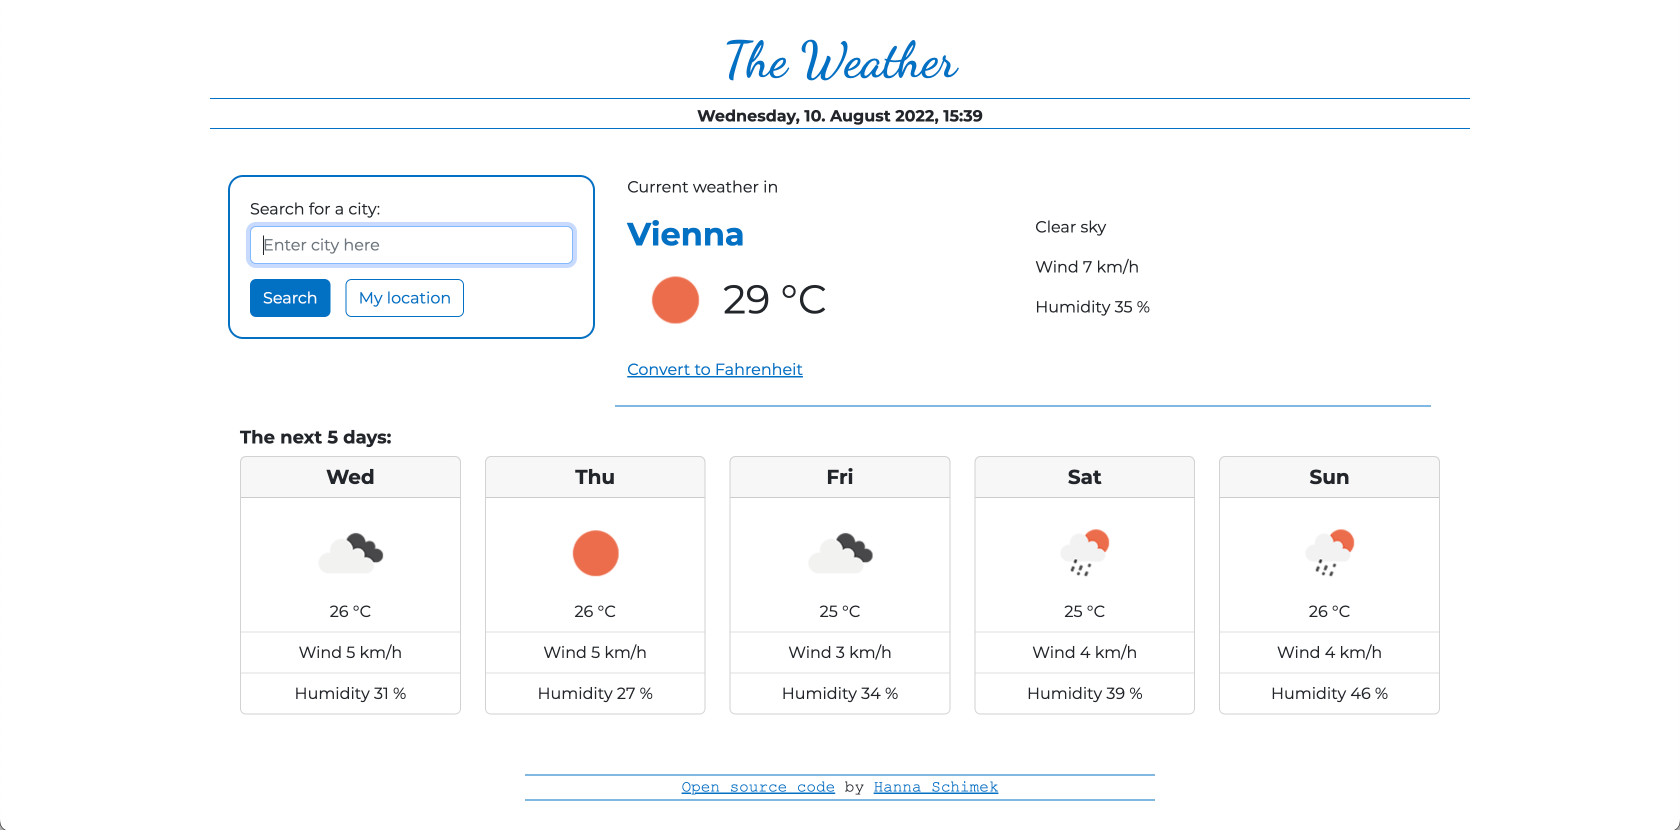 The Weather
Wednesday, 10. August 2022, 15:39
Search for a city:
Enter city here
Search
My location
Current weather in
Vienna
29 °C
Convert to Fahrenheit
Clear sky
Wind 7 km/h
Humidity 35 %
The next 5 days:
Wed
26 °C
Wind 5 km/h
Humidity 31 %
Thu
26 °C
Wind 5 km/h
Humidity 27 %
Fri
25 °C
Wind 3 km/h
Humidity 34 %
Sat
25 °C
Wind 4 km/h
Humidity 39 %
Sun
26 °C
Wind 4 km/h
Humidity 46 %
Open source code by Hanna Schimek